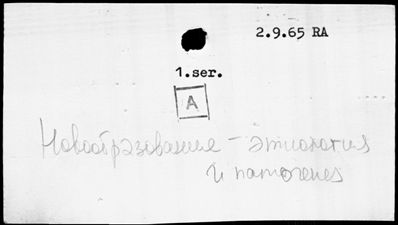 2.9.65 RA
1.ser.
A
Новообразование - этиология
и патогенез